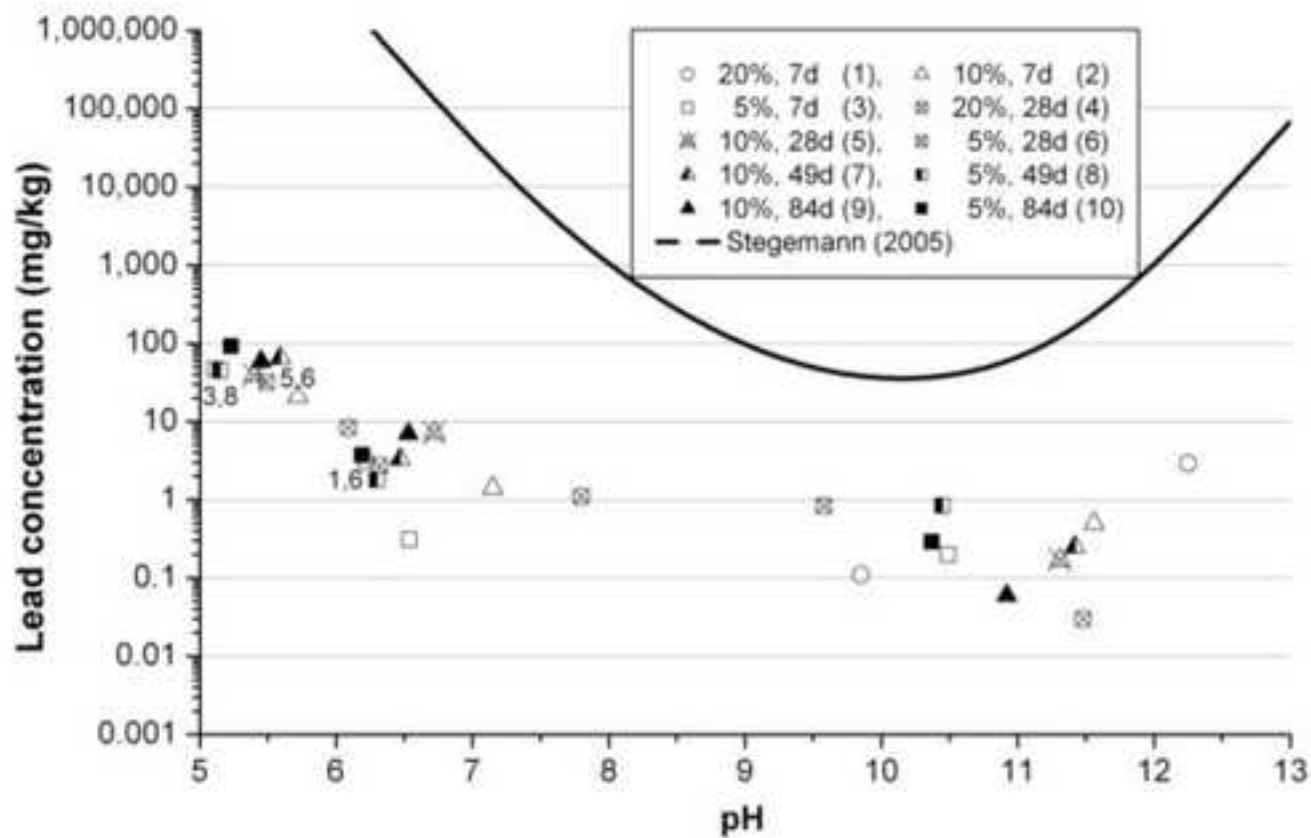 Lead concentration (mg/kg)
1,000,000
100,000
10,000
1,000
100
10
1
0.1
0.01
0.001
20%, 7d (1), 10%, 7d (2)
5%, 7d (3), 20%, 28d (4)
10%, 28d (5), 5%, 28d (6)
10%, 49d (7), 5%, 49d (8)
10%, 84d (9), 5%, 84d (10)
Stegemann (2005)
5,6
3,8
1,6
5 6 7 8 9 10 11 12 13
pH